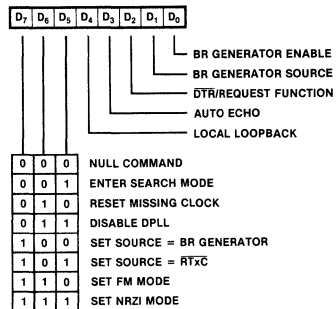 D7 D6 D5 D4 D3 D2 D1 D0
BR GENERATOR ENABLE
BR GENERATOR SOURCE
DTR/REQUEST FUNCTION
AUTO ECHO
LOCAL LOOPBACK
0 0 0 NULL COMMAND
0 0 1 ENTER SEARCH MODE
0 1 0 RESET MISSING CLOCK
0 1 1 DISABLE DPLL
1 0 0 SET SOURCE = BR GENERATOR
1 0 1 SET SOURCE = RTxC
1 1 0 SET FM MODE
1 1 1 SET NRZI MODE